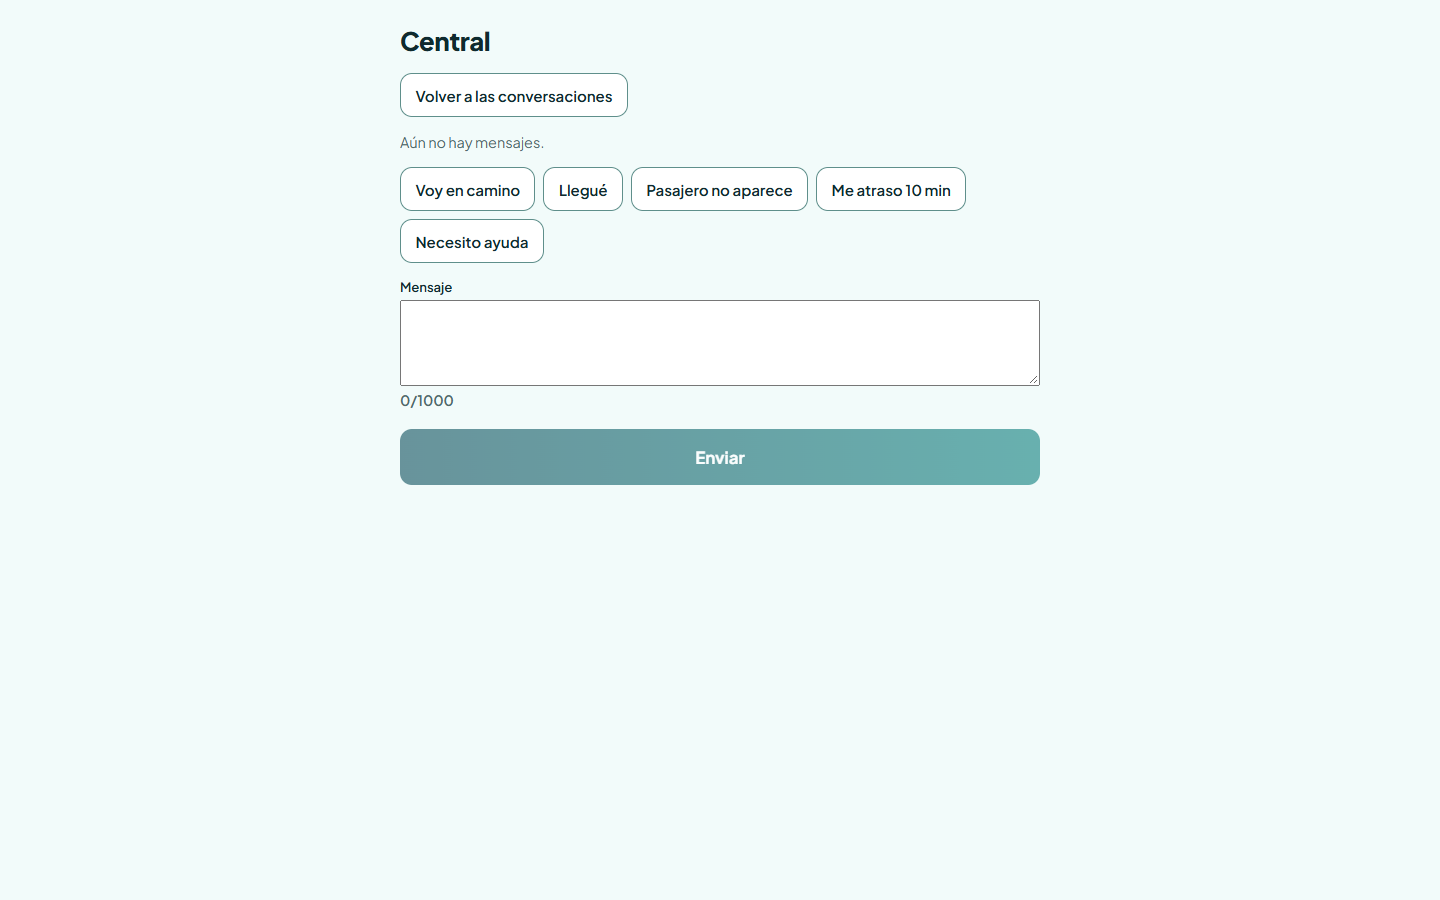 Central
Volver a las conversaciones
Aún no hay mensajes.
Voy en camino
Llegué
Pasajero no aparece
Me atraso 10 min
Necesito ayuda
Mensaje
0/1000
Enviar